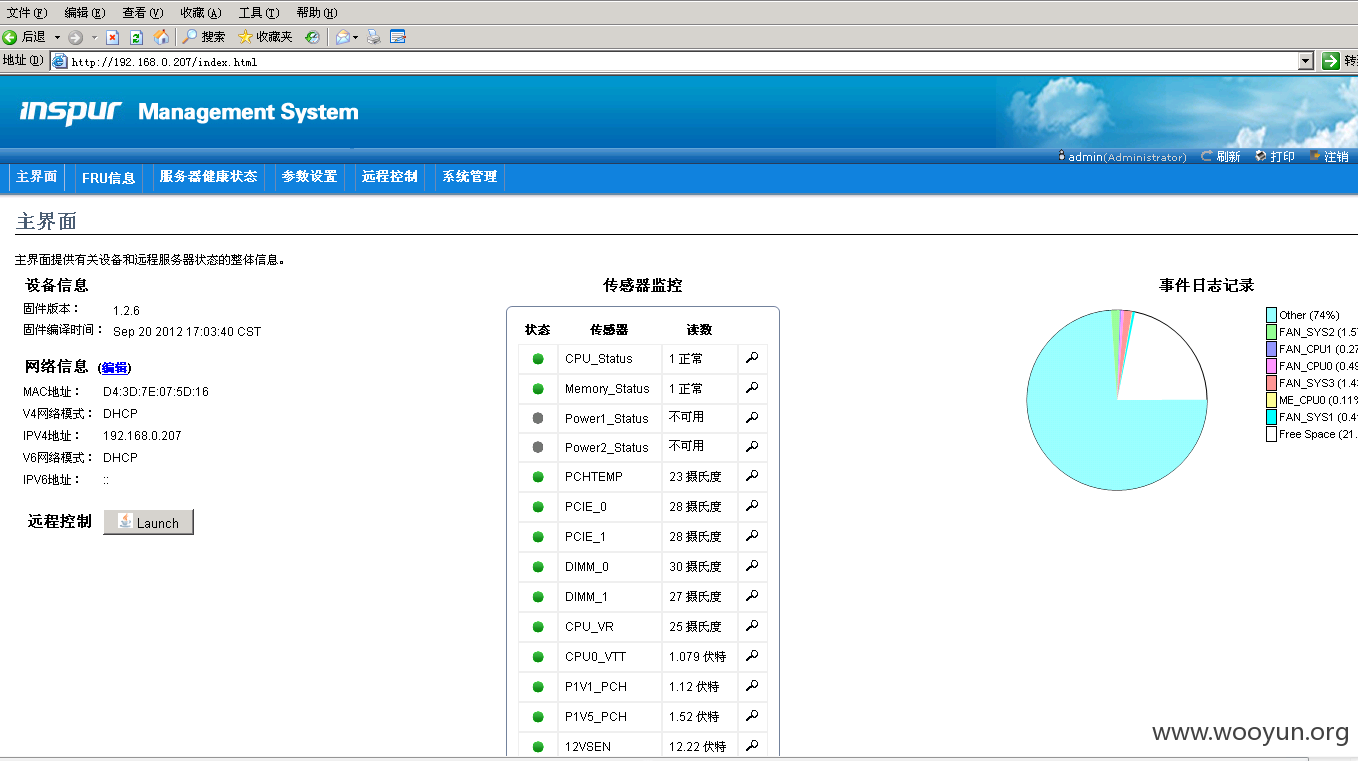 文件(F) 编辑(E) 查看(V) 收藏(A) 工具(T) 帮助(H)
后退 搜索 收藏夹
地址(D) http://192.168.0.207/index.html 转到
inspur Management System
admin(Administrator) 刷新 打印 注销
主界面 FRU信息 服务器健康状态 参数设置 远程控制 系统管理
主界面
主界面提供有关设备和远程服务器状态的整体信息。
设备信息
固件版本： 1.2.6
固件编译时间： Sep 20 2012 17:03:40 CST
网络信息 (编辑)
MAC地址： D4:3D:7E:07:5D:16
V4网络模式： DHCP
IPV4地址： 192.168.0.207
V6网络模式： DHCP
IPV6地址： ::
远程控制 Launch
传感器监控
状态 传感器 读数
CPU_Status 1 正常
Memory_Status 1 正常
Power1_Status 不可用
Power2_Status 不可用
PCHTEMP 23 摄氏度
PCIE_0 28 摄氏度
PCIE_1 28 摄氏度
DIMM_0 30 摄氏度
DIMM_1 27 摄氏度
CPU_VR 25 摄氏度
CPU0_VTT 1.079 伏特
P1V1_PCH 1.12 伏特
P1V5_PCH 1.52 伏特
12VSEN 12.22 伏特
事件日志记录
Other (74%)
FAN_SYS2 (1.5
FAN_CPU1 (0.27
FAN_CPU0 (0.49
FAN_SYS3 (1.4
ME_CPU0 (0.11%
FAN_SYS1 (0.4
Free Space (21.
www.wooyun.org